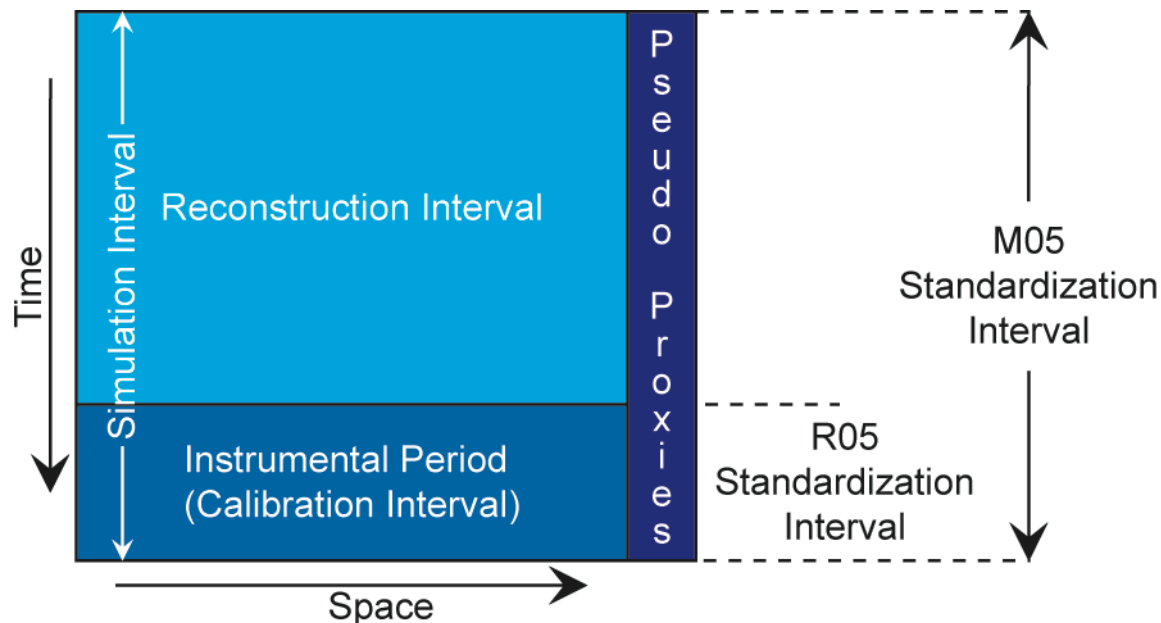 Time
Simulation Interval
Reconstruction Interval
Instrumental Period
(Calibration Interval)
Pseudo Proxies
M05
Standardization
Interval
R05
Standardization
Interval
Space